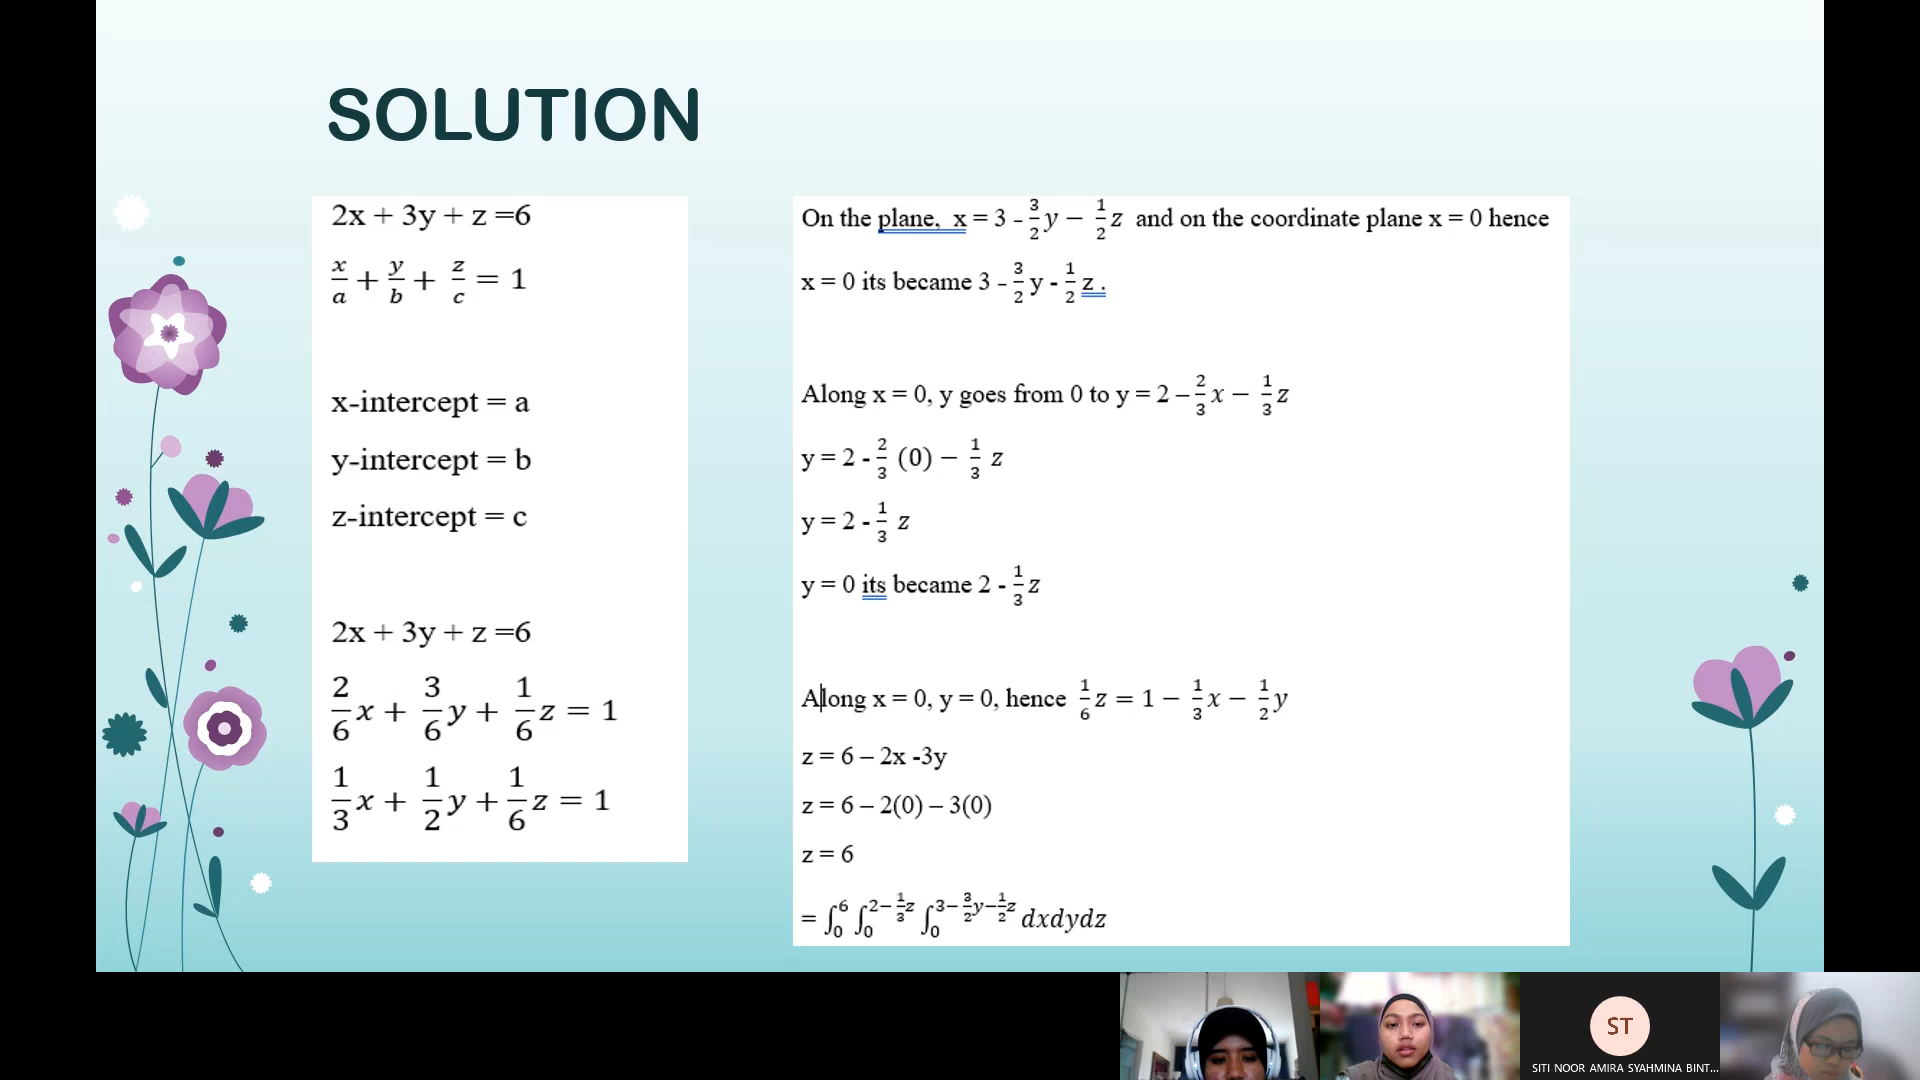 SOLUTION
2x + 3y + z =6
x/a + y/b + z/c = 1
x-intercept = a
y-intercept = b
z-intercept = c
2x + 3y + z =6
2/6 x + 3/6 y + 1/6 z = 1
1/3 x + 1/2 y + 1/6 z = 1
On the plane, x = 3 - 3/2 y − 1/2 z and on the coordinate plane x = 0 hence
x = 0 its became 3 - 3/2 y - 1/2 z .
Along x = 0, y goes from 0 to y = 2 − 2/3 x − 1/3 z
y = 2 - 2/3 (0) − 1/3 z
y = 2 - 1/3 z
y = 0 its became 2 - 1/3 z
Along x = 0, y = 0, hence 1/6 z = 1 − 1/3 x − 1/2 y
z = 6 – 2x -3y
z = 6 – 2(0) – 3(0)
z = 6
= ∫₀^6 ∫₀^(2− 1/3 z) ∫₀^(3− 3/2 y− 1/2 z) dxdydz
ST
SITI NOOR AMIRA SYAHMINA BINT...